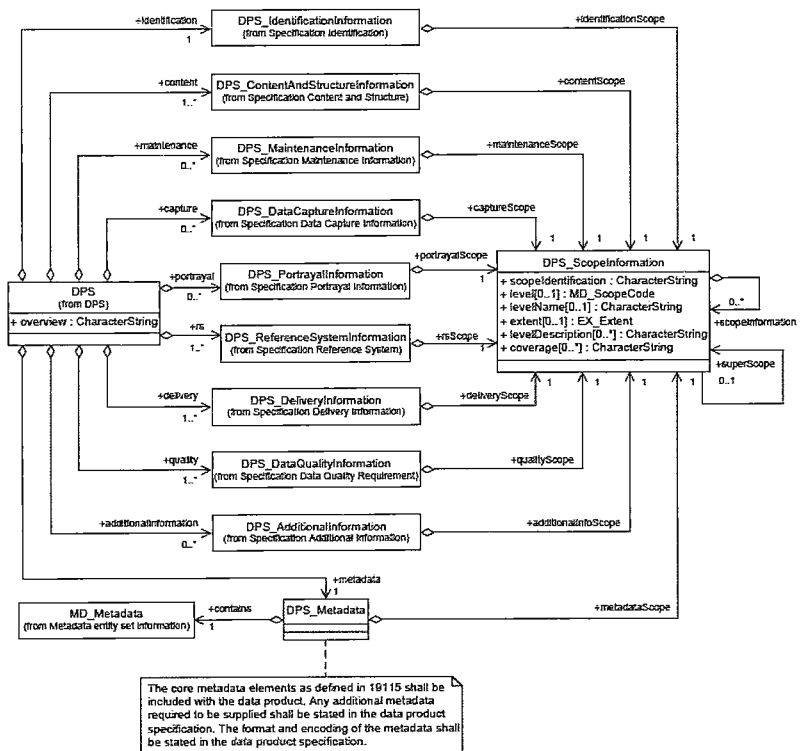 +identification
1
DPS_IdentificationInformation
(from Specification Identification)
+identificationScope
1
+content
1..*
DPS_ContentAndStructureInformation
(from Specification Content and Structure)
+contentScope
1
+maintenance
0..*
DPS_MaintenanceInformation
(from Specification Maintenance Information)
+maintenanceScope
1
+capture
0..*
DPS_DataCaptureInformation
(from Specification Data Capture Information)
+captureScope
1
DPS
(from DPS)
+ overview : CharacterString
+portrayal
0..*
DPS_PortrayalInformation
(from Specification Portrayal Information)
+portrayalScope
1
DPS_ScopeInformation
+ scopeIdentification : CharacterString
+ level[0..1] : MD_ScopeCode
+ levelName[0..1] : CharacterString
+ extent[0..1] : EX_Extent
+ levelDescription[0..*] : CharacterString
+ coverage[0..*] : CharacterString
0..*
+scopeInformation
+superScope
0..1
+rs
1..*
DPS_ReferenceSystemInformation
(from Specification Reference System)
+rsScope
1
+delivery
1..*
DPS_DeliveryInformation
(from Specification Delivery Information)
+deliveryScope
1
+quality
1..*
DPS_DataQualityInformation
(from Specification Data Quality Requirement)
+qualityScope
1
+additionalInformation
0..*
DPS_AdditionalInformation
(from Specification Additional Information)
+additionalInfoScope
1
+metadata
1
MD_Metadata
(from Metadata entity set information)
+contains
1
DPS_Metadata
+metadataScope
1
The core metadata elements as defined in 19115 shall be
included with the data product. Any additional metadata
required to be supplied shall be stated in the data product
specification. The format and encoding of the metadata shall
be stated in the data product specification.